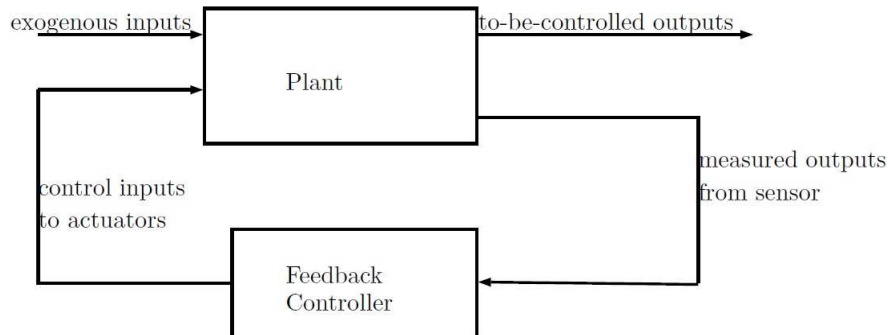 exogenous inputs
to-be-controlled outputs
Plant
measured outputs
from sensor
control inputs
to actuators
Feedback
Controller